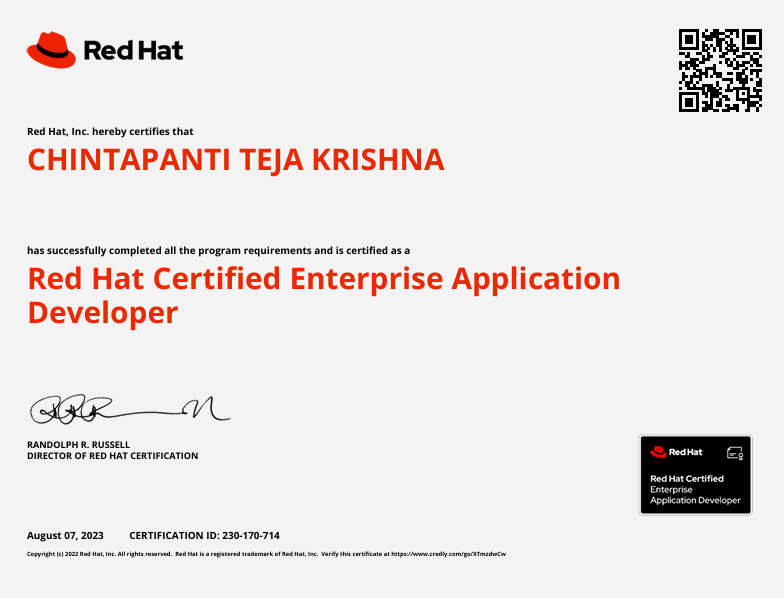 Red Hat
Red Hat, Inc. hereby certifies that
CHINTAPANTI TEJA KRISHNA
has successfully completed all the program requirements and is certified as a
Red Hat Certified Enterprise Application
Developer
RANDOLPH R. RUSSELL
DIRECTOR OF RED HAT CERTIFICATION
Red Hat
Red Hat Certified
Enterprise
Application Developer
August 07, 2023 CERTIFICATION ID: 230-170-714
Copyright (c) 2022 Red Hat, Inc. All rights reserved. Red Hat is a registered trademark of Red Hat, Inc. Verify this certificate at https://www.credly.com/go/XTmzdwCw